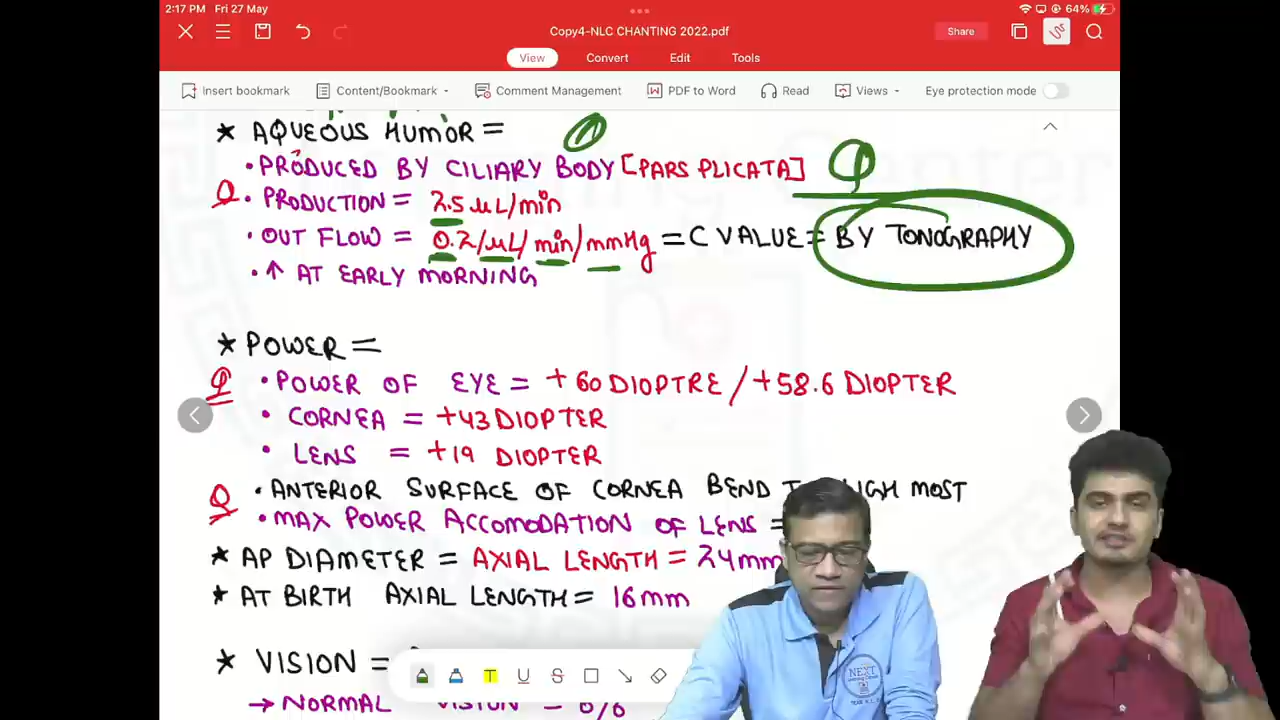 2:17 PM Fri 27 May
64%
Copy4-NLC CHANTING 2022.pdf
Share
View Convert Edit Tools
Insert bookmark Content/Bookmark Comment Management PDF to Word Read Views Eye protection mode
★ AQUEOUS HUMOR =
• PRODUCED BY CILIARY BODY [PARS PLICATA]
Q • PRODUCTION = 2.5 μL/min
• OUT FLOW = 0.2/μL/min/mmHg = C VALUE = BY TONOGRAPHY
• ↑ AT EARLY MORNING
★ POWER =
Q • POWER OF EYE = +60 DIOPTRE / +58.6 DIOPTER
• CORNEA = +43 DIOPTER
• LENS = +19 DIOPTER
Q • ANTERIOR SURFACE OF CORNEA BEND MOST
• MAX POWER ACCOMODATION OF LENS =
★ AP DIAMETER = AXIAL LENGTH = 24mm
★ AT BIRTH AXIAL LENGTH = 16mm
★ VISION =
→ NORMAL VISION = 6/6
NEXT